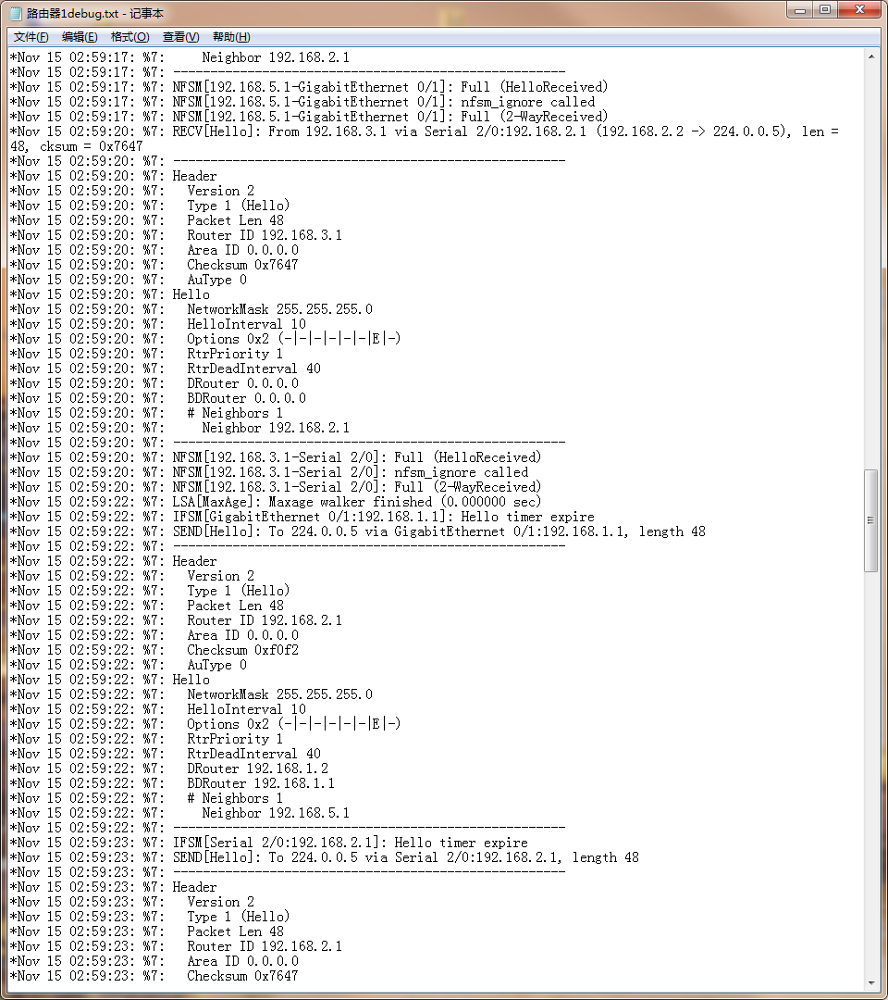 路由器1debug.txt - 记事本
文件(F) 编辑(E) 格式(O) 查看(V) 帮助(H)
*Nov 15 02:59:17: %7:     Neighbor 192.168.2.1
*Nov 15 02:59:17: %7: -----------------------------------------------------
*Nov 15 02:59:17: %7: NFSM[192.168.5.1-GigabitEthernet 0/1]: Full (HelloReceived)
*Nov 15 02:59:17: %7: NFSM[192.168.5.1-GigabitEthernet 0/1]: nfsm_ignore called
*Nov 15 02:59:17: %7: NFSM[192.168.5.1-GigabitEthernet 0/1]: Full (2-WayReceived)
*Nov 15 02:59:20: %7: RECV[Hello]: From 192.168.3.1 via Serial 2/0:192.168.2.1 (192.168.2.2 -> 224.0.0.5), len =
48, cksum = 0x7647
*Nov 15 02:59:20: %7: -----------------------------------------------------
*Nov 15 02:59:20: %7: Header
*Nov 15 02:59:20: %7:   Version 2
*Nov 15 02:59:20: %7:   Type 1 (Hello)
*Nov 15 02:59:20: %7:   Packet Len 48
*Nov 15 02:59:20: %7:   Router ID 192.168.3.1
*Nov 15 02:59:20: %7:   Area ID 0.0.0.0
*Nov 15 02:59:20: %7:   Checksum 0x7647
*Nov 15 02:59:20: %7:   AuType 0
*Nov 15 02:59:20: %7: Hello
*Nov 15 02:59:20: %7:   NetworkMask 255.255.255.0
*Nov 15 02:59:20: %7:   HelloInterval 10
*Nov 15 02:59:20: %7:   Options 0x2 (-|-|-|-|-|-|E|-)
*Nov 15 02:59:20: %7:   RtrPriority 1
*Nov 15 02:59:20: %7:   RtrDeadInterval 40
*Nov 15 02:59:20: %7:   DRouter 0.0.0.0
*Nov 15 02:59:20: %7:   BDRouter 0.0.0.0
*Nov 15 02:59:20: %7:   # Neighbors 1
*Nov 15 02:59:20: %7:     Neighbor 192.168.2.1
*Nov 15 02:59:20: %7: -----------------------------------------------------
*Nov 15 02:59:20: %7: NFSM[192.168.3.1-Serial 2/0]: Full (HelloReceived)
*Nov 15 02:59:20: %7: NFSM[192.168.3.1-Serial 2/0]: nfsm_ignore called
*Nov 15 02:59:20: %7: NFSM[192.168.3.1-Serial 2/0]: Full (2-WayReceived)
*Nov 15 02:59:22: %7: LSA[MaxAge]: Maxage walker finished (0.000000 sec)
*Nov 15 02:59:22: %7: IFSM[GigabitEthernet 0/1:192.168.1.1]: Hello timer expire
*Nov 15 02:59:22: %7: SEND[Hello]: To 224.0.0.5 via GigabitEthernet 0/1:192.168.1.1, length 48
*Nov 15 02:59:22: %7: -----------------------------------------------------
*Nov 15 02:59:22: %7: Header
*Nov 15 02:59:22: %7:   Version 2
*Nov 15 02:59:22: %7:   Type 1 (Hello)
*Nov 15 02:59:22: %7:   Packet Len 48
*Nov 15 02:59:22: %7:   Router ID 192.168.2.1
*Nov 15 02:59:22: %7:   Area ID 0.0.0.0
*Nov 15 02:59:22: %7:   Checksum 0xf0f2
*Nov 15 02:59:22: %7:   AuType 0
*Nov 15 02:59:22: %7: Hello
*Nov 15 02:59:22: %7:   NetworkMask 255.255.255.0
*Nov 15 02:59:22: %7:   HelloInterval 10
*Nov 15 02:59:22: %7:   Options 0x2 (-|-|-|-|-|-|E|-)
*Nov 15 02:59:22: %7:   RtrPriority 1
*Nov 15 02:59:22: %7:   RtrDeadInterval 40
*Nov 15 02:59:22: %7:   DRouter 192.168.1.2
*Nov 15 02:59:22: %7:   BDRouter 192.168.1.1
*Nov 15 02:59:22: %7:   # Neighbors 1
*Nov 15 02:59:22: %7:     Neighbor 192.168.5.1
*Nov 15 02:59:22: %7: -----------------------------------------------------
*Nov 15 02:59:23: %7: IFSM[Serial 2/0:192.168.2.1]: Hello timer expire
*Nov 15 02:59:23: %7: SEND[Hello]: To 224.0.0.5 via Serial 2/0:192.168.2.1, length 48
*Nov 15 02:59:23: %7: -----------------------------------------------------
*Nov 15 02:59:23: %7: Header
*Nov 15 02:59:23: %7:   Version 2
*Nov 15 02:59:23: %7:   Type 1 (Hello)
*Nov 15 02:59:23: %7:   Packet Len 48
*Nov 15 02:59:23: %7:   Router ID 192.168.2.1
*Nov 15 02:59:23: %7:   Area ID 0.0.0.0
*Nov 15 02:59:23: %7:   Checksum 0x7647